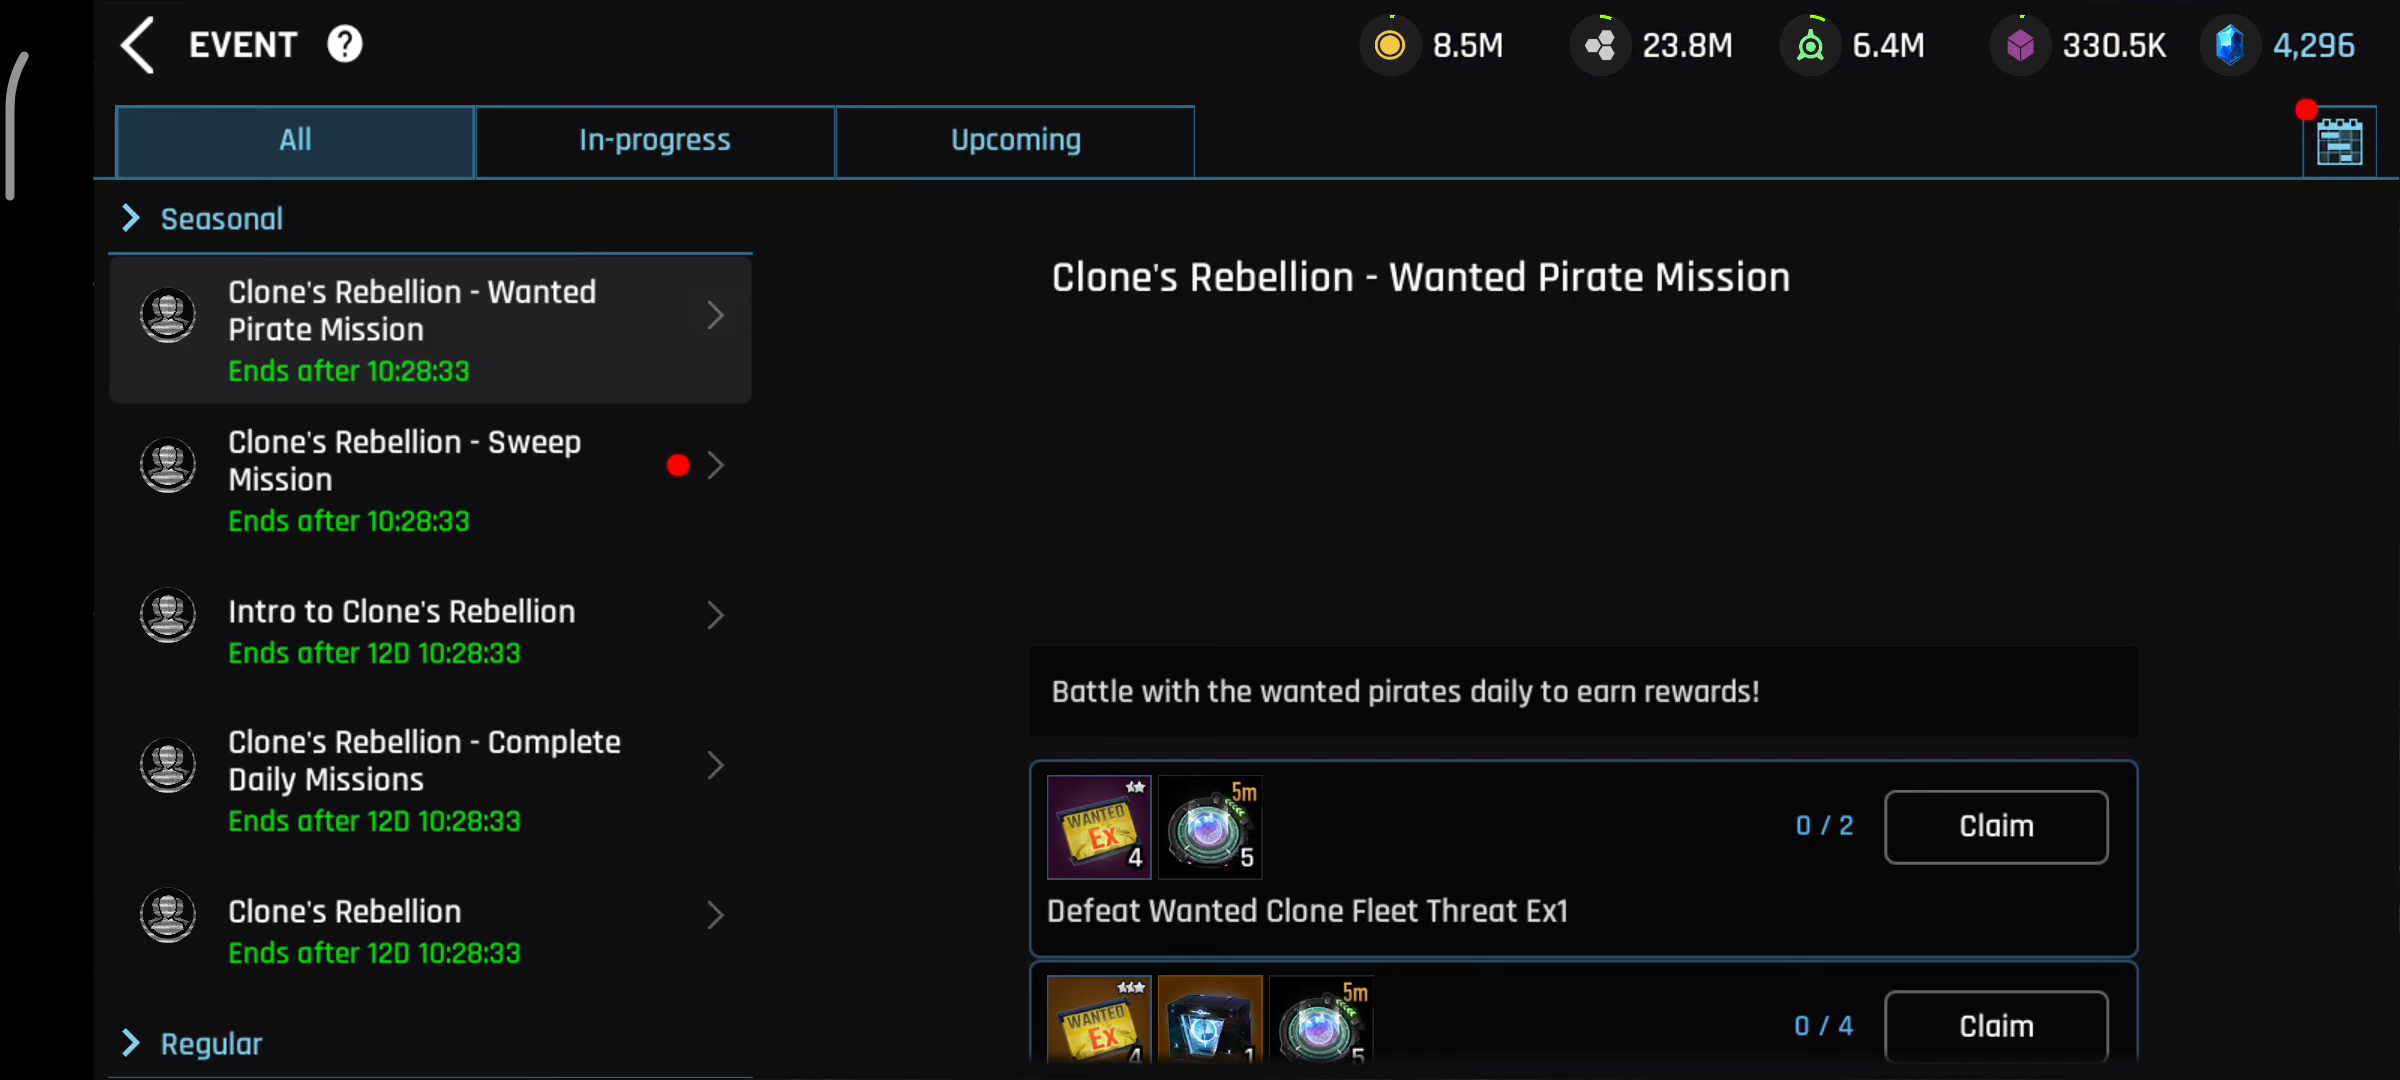 EVENT ?
8.5M 23.8M 6.4M 330.5K 4,296
All In-progress Upcoming
Seasonal
Clone's Rebellion - Wanted
Pirate Mission
Ends after 10:28:33
Clone's Rebellion - Sweep
Mission
Ends after 10:28:33
Intro to Clone's Rebellion
Ends after 12D 10:28:33
Clone's Rebellion - Complete
Daily Missions
Ends after 12D 10:28:33
Clone's Rebellion
Ends after 12D 10:28:33
Regular
Clone's Rebellion - Wanted Pirate Mission
Battle with the wanted pirates daily to earn rewards!
WANTED
Ex
4
5m
5
0 / 2
Claim
Defeat Wanted Clone Fleet Threat Ex1
WANTED
Ex
4
1
5m
5
0 / 4
Claim